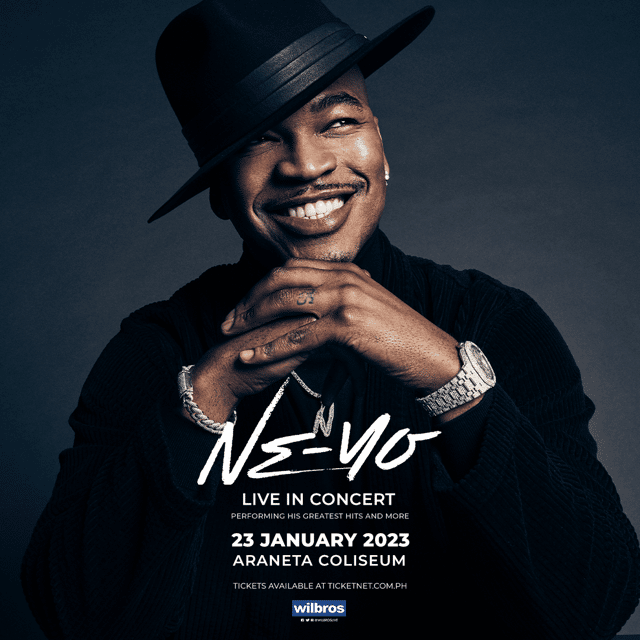 N
NE-YO
LIVE IN CONCERT
PERFORMING HIS GREATEST HITS AND MORE
23 JANUARY 2023
ARANETA COLISEUM
TICKETS AVAILABLE AT TICKETNET.COM.PH
wilbros